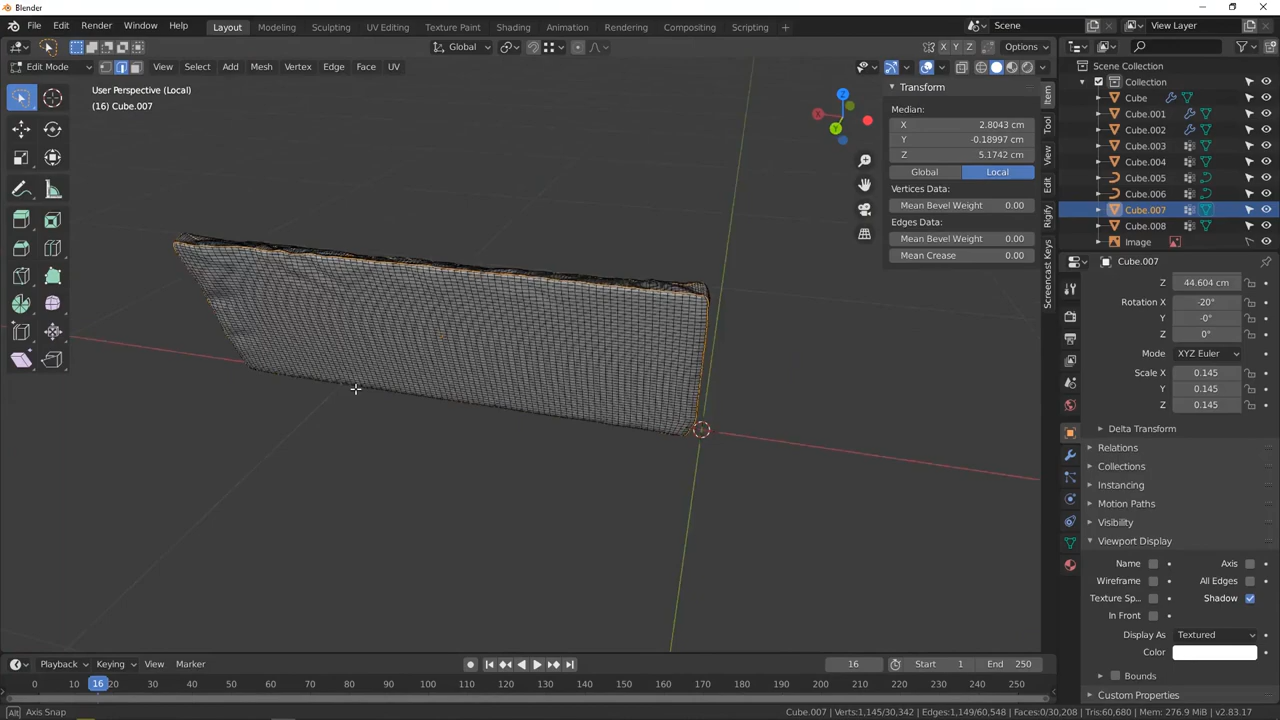 Blender
File Edit Render Window Help Layout Modeling Sculpting UV Editing Texture Paint Shading Animation Rendering Compositing Scripting + Scene View Layer
Global Options
Edit Mode View Select Add Mesh Vertex Edge Face UV X Y Z
User Perspective (Local)
(16) Cube.007
Z
X
Y
Transform
Median:
X 2.8043 cm
Y -0.18997 cm
Z 5.1742 cm
Global Local
Vertices Data:
Mean Bevel Weight 0.00
Edges Data:
Mean Bevel Weight 0.00
Mean Crease 0.00
Item
Tool
View
Edit
Rigify
Screencast Keys
Scene Collection
Collection
Cube
Cube.001
Cube.002
Cube.003
Cube.004
Cube.005
Cube.006
Cube.007
Cube.008
Image
Cube.007
Z 44.604 cm
Rotation X -20°
Y -0°
Z 0°
Mode XYZ Euler
Scale X 0.145
Y 0.145
Z 0.145
Delta Transform
Relations
Collections
Instancing
Motion Paths
Visibility
Viewport Display
Name Axis
Wireframe All Edges
Texture Sp... Shadow
In Front
Display As Textured
Color
Bounds
Custom Properties
Playback Keying View Marker 16 Start 1 End 250
0 10 16 20 30 40 50 60 70 80 90 100 110 120 130 140 150 160 170 180 190 200 210 220 230 240 250
Alt Axis Snap Cube.007 | Verts:1,145/30,342 | Edges:1,149/60,548 | Faces:0/30,208 | Tris:60,680 | Mem: 276.9 MiB | v2.83.17